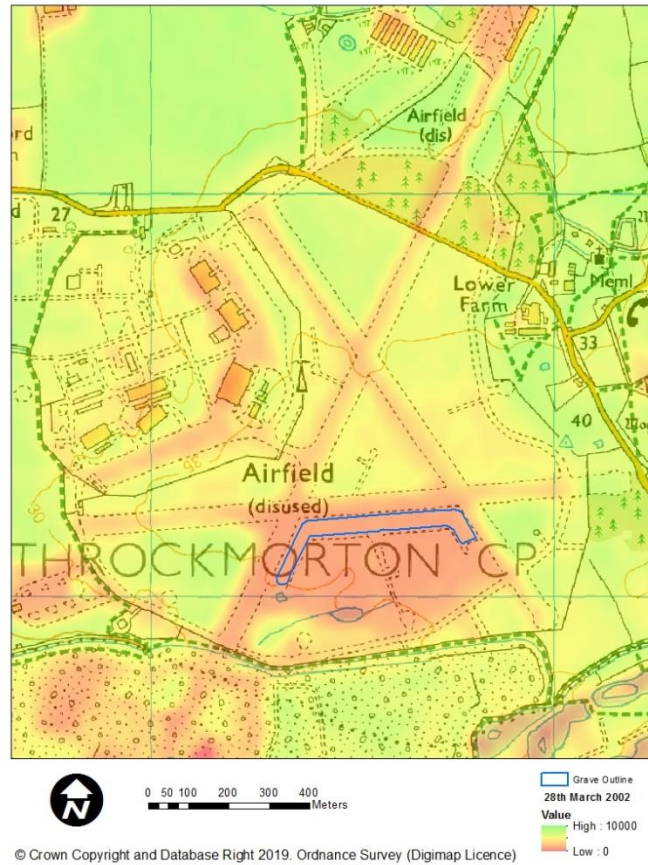 Airfield
(dis)
27
Lower
Farm
Meml
33
40
35
30
Airfield
(disused)
THROCKMORTON CP
N
0 50 100 200 300 400
Meters
Grave Outline
28th March 2002
Value
High : 10000
Low : 0
© Crown Copyright and Database Right 2019. Ordnance Survey (Digimap Licence)